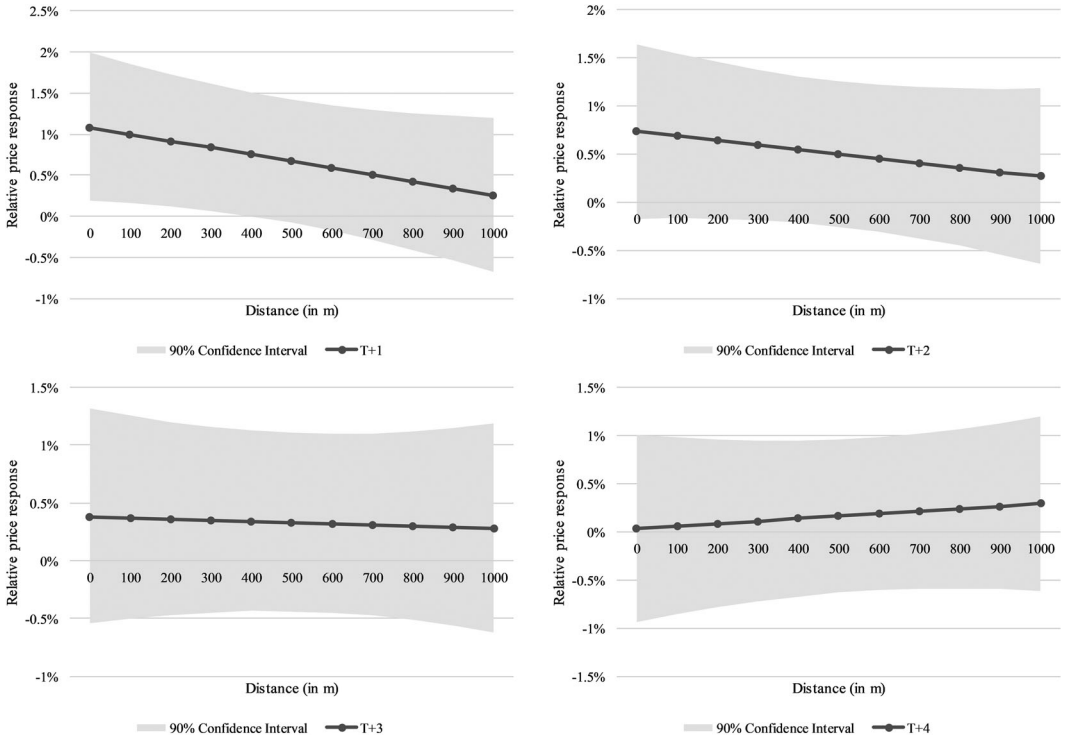 2.5%
2%
1.5%
1%
0.5%
0%
-0.5%
-1%
Relative price response
0 100 200 300 400 500 600 700 800 900 1000
Distance (in m)
90% Confidence Interval T+1
2%
1.5%
1%
0.5%
0%
-0.5%
-1%
Relative price response
0 100 200 300 400 500 600 700 800 900 1000
Distance (in m)
90% Confidence Interval T+2
1.5%
1%
0.5%
0%
-0.5%
-1%
Relative price response
0 100 200 300 400 500 600 700 800 900 1000
Distance (in m)
90% Confidence Interval T+3
1.5%
1%
0.5%
0%
-0.5%
-1%
-1.5%
Relative price response
0 100 200 300 400 500 600 700 800 900 1000
Distance (in m)
90% Confidence Interval T+4